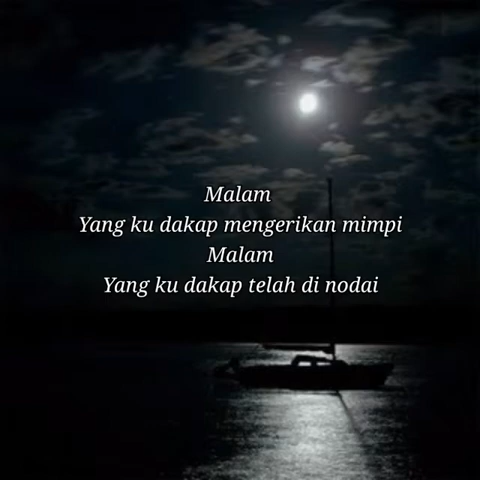 Malam
Yang ku dakap mengerikan mimpi
Malam
Yang ku dakap telah di nodai